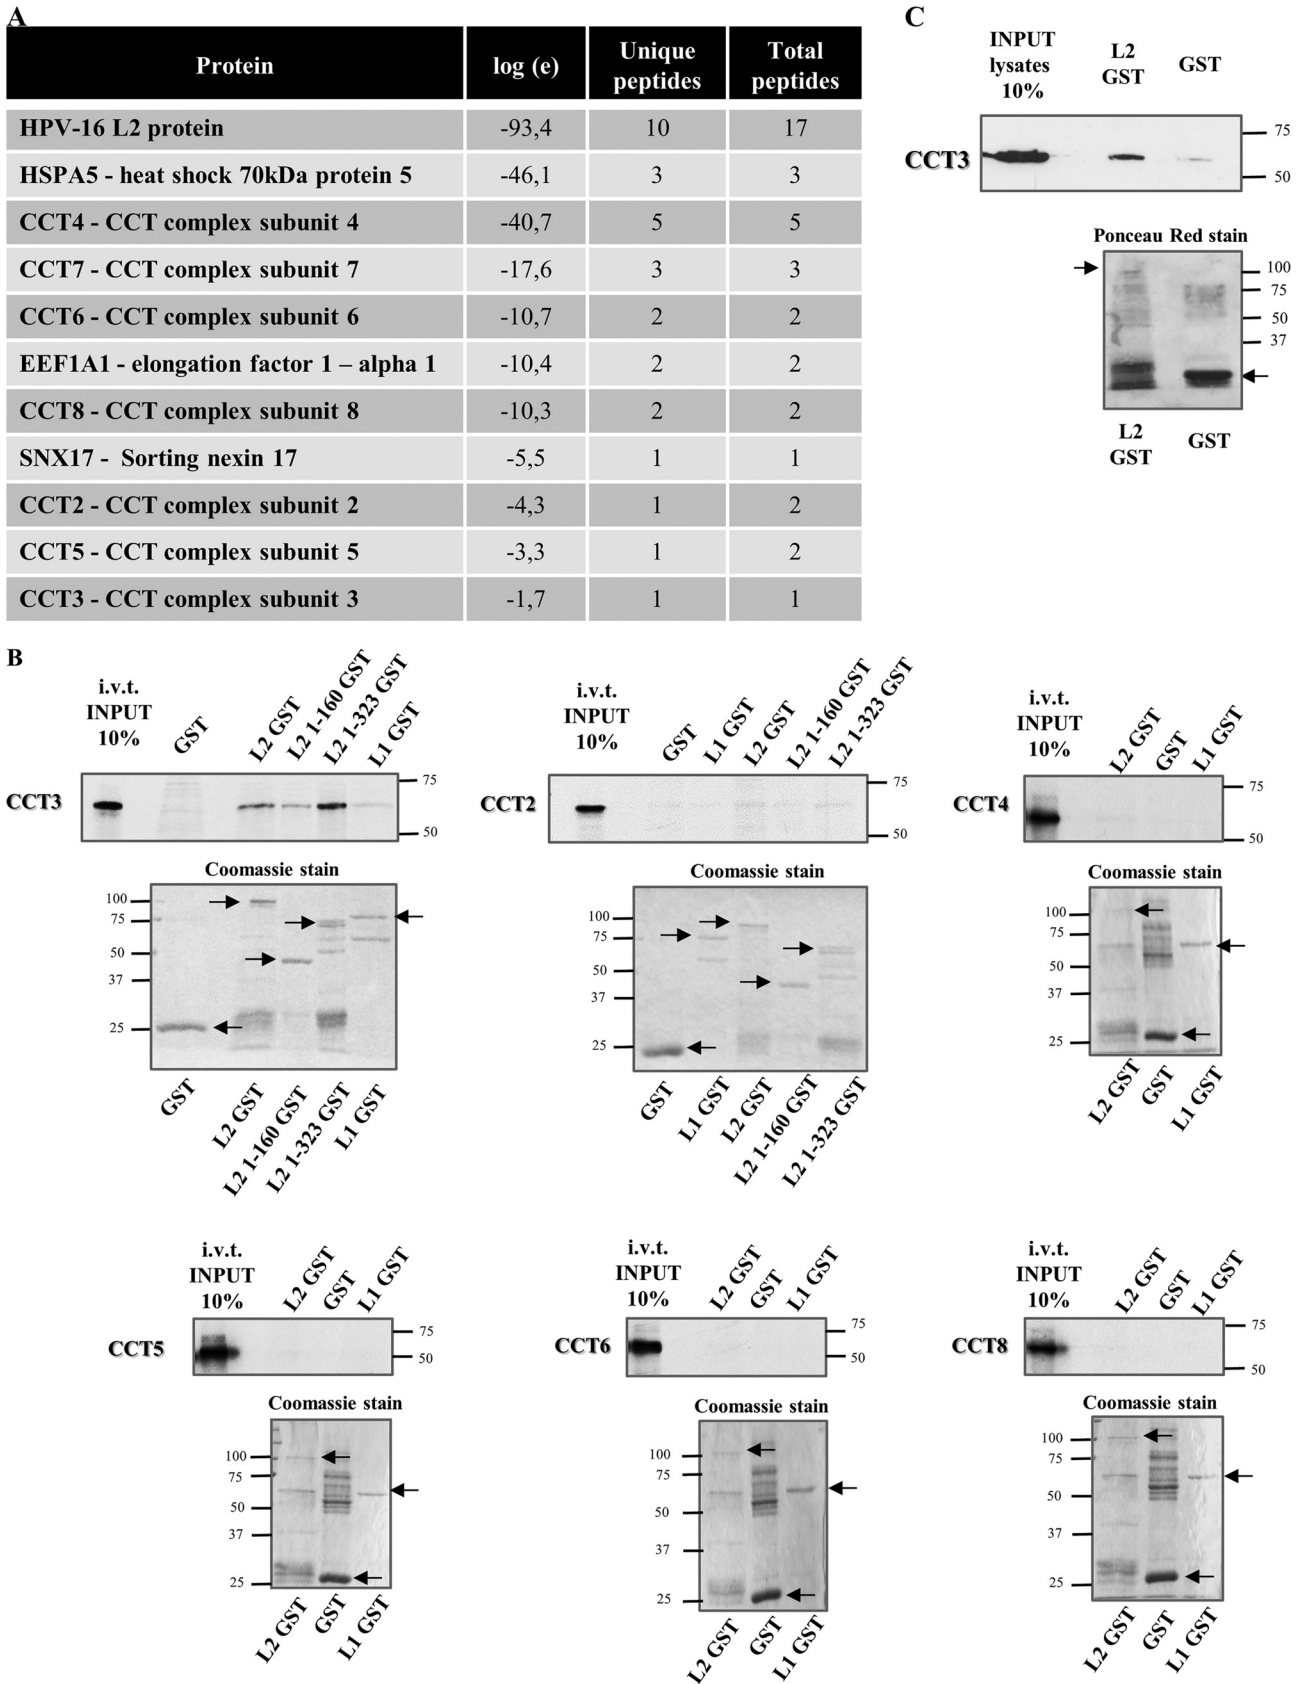 A
Protein log (e) Unique peptides Total peptides
HPV-16 L2 protein -93,4 10 17
HSPA5 - heat shock 70kDa protein 5 -46,1 3 3
CCT4 - CCT complex subunit 4 -40,7 5 5
CCT7 - CCT complex subunit 7 -17,6 3 3
CCT6 - CCT complex subunit 6 -10,7 2 2
EEF1A1 - elongation factor 1 – alpha 1 -10,4 2 2
CCT8 - CCT complex subunit 8 -10,3 2 2
SNX17 - Sorting nexin 17 -5,5 1 1
CCT2 - CCT complex subunit 2 -4,3 1 2
CCT5 - CCT complex subunit 5 -3,3 1 2
CCT3 - CCT complex subunit 3 -1,7 1 1
C
INPUT
lysates
10%
L2
GST
GST
CCT3
75
50
Ponceau Red stain
100
75
50
37
L2
GST
GST
B
i.v.t.
INPUT
10%
GST
L2 GST
L2 1-160 GST
L2 1-323 GST
L1 GST
CCT3
75
50
Coomassie stain
100
75
50
37
25
GST
L2 GST
L2 1-160 GST
L2 1-323 GST
L1 GST
i.v.t.
INPUT
10%
GST
L1 GST
L2 GST
L2 1-160 GST
L2 1-323 GST
CCT2
75
50
Coomassie stain
100
75
50
37
25
GST
L1 GST
L2 GST
L2 1-160 GST
L2 1-323 GST
i.v.t.
INPUT
10%
L2 GST
GST
L1 GST
CCT4
75
50
Coomassie stain
100
75
50
37
25
L2 GST
GST
L1 GST
i.v.t.
INPUT
10%
L2 GST
GST
L1 GST
CCT5
75
50
Coomassie stain
100
75
50
37
25
L2 GST
GST
L1 GST
i.v.t.
INPUT
10%
L2 GST
GST
L1 GST
CCT6
75
50
Coomassie stain
100
75
50
37
25
L2 GST
GST
L1 GST
i.v.t.
INPUT
10%
L2 GST
GST
L1 GST
CCT8
75
50
Coomassie stain
100
75
50
37
25
L2 GST
GST
L1 GST